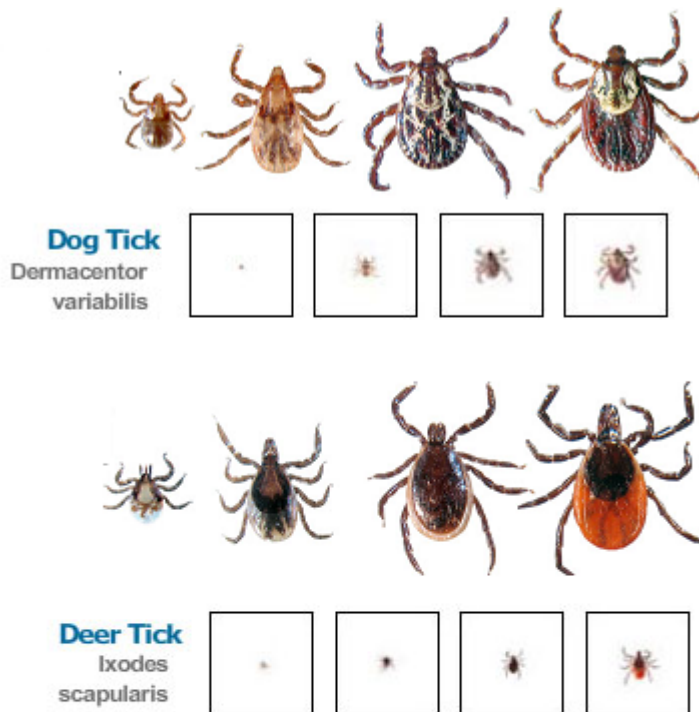 Dog Tick
Dermacentor
variabilis
Deer Tick
Ixodes
scapularis